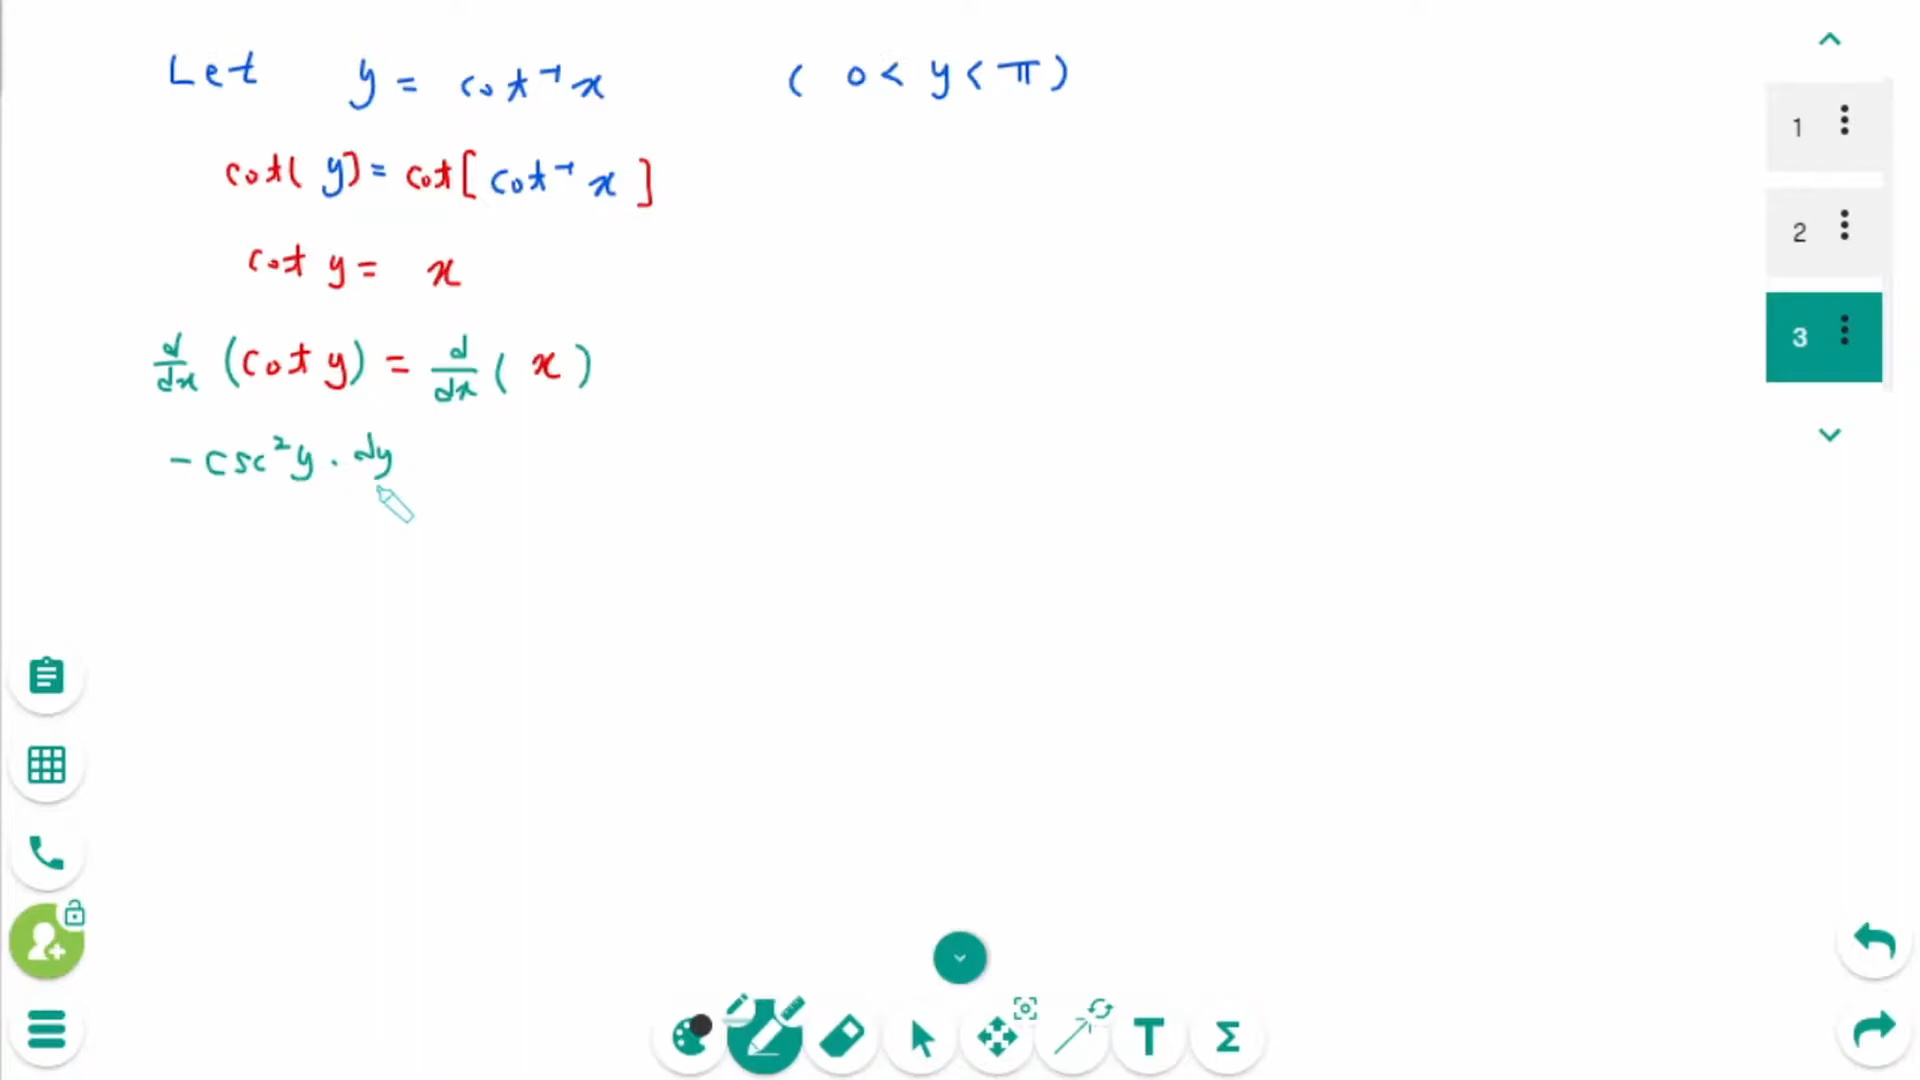 Let y = cot⁻¹x ( 0 < y < π )
cot( y) = cot[ cot⁻¹ x ]
cot y = x
d/dx (cot y) = d/dx ( x )
- csc²y . dy
1
2
3
T
Σ